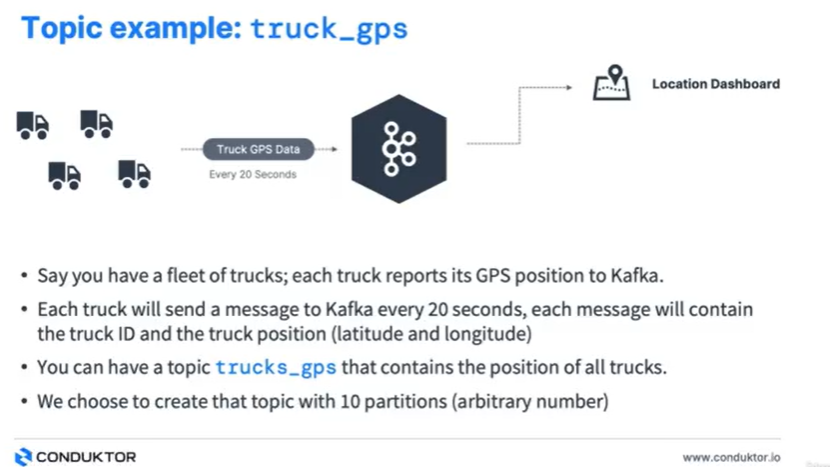 Topic example: truck_gps
Location Dashboard
Truck GPS Data
Every 20 Seconds
• Say you have a fleet of trucks; each truck reports its GPS position to Kafka.
• Each truck will send a message to Kafka every 20 seconds, each message will contain
the truck ID and the truck position (latitude and longitude)
• You can have a topic trucks_gps that contains the position of all trucks.
• We choose to create that topic with 10 partitions (arbitrary number)
CONDUKTOR
www.conduktor.io